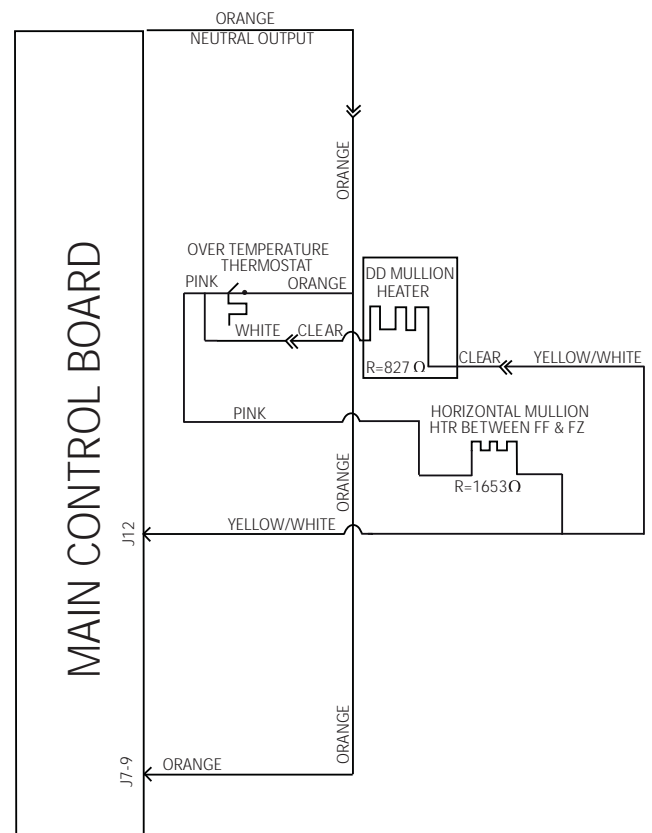 ORANGE
NEUTRAL OUTPUT
ORANGE
OVER TEMPERATURE
THERMOSTAT
PINK
ORANGE
DD MULLION
HEATER
WHITE
CLEAR
R=827 Ω
CLEAR
YELLOW/WHITE
PINK
HORIZONTAL MULLION
HTR BETWEEN FF & FZ
R=1653Ω
ORANGE
YELLOW/WHITE
J12
MAIN CONTROL BOARD
ORANGE
J7-9
ORANGE